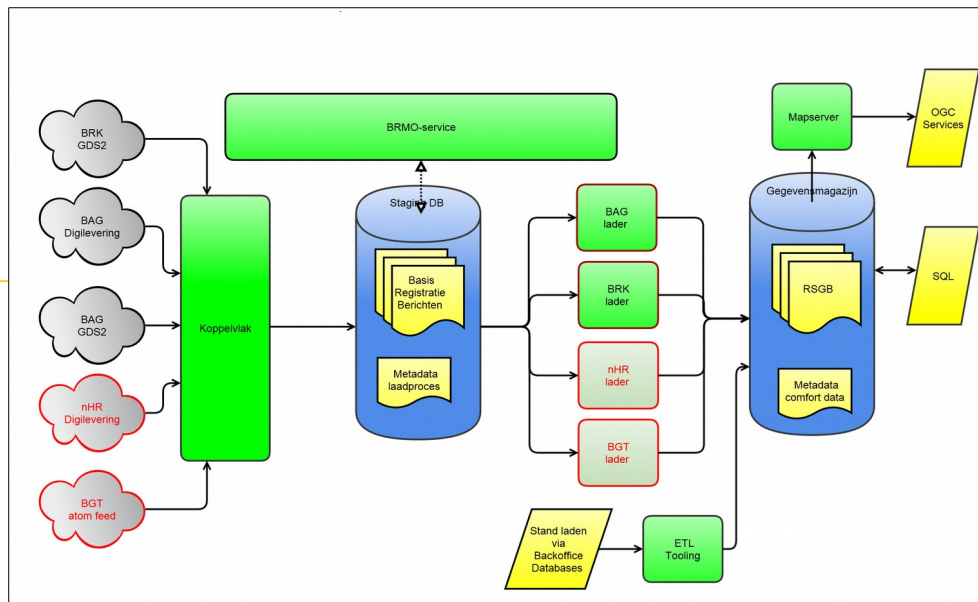 BRK
GDS2
BAG
Digilevering
BAG
GDS2
nHR
Digilevering
BGT
atom feed
Koppelvlak
BRMO-service
Staging DB
Basis
Registratie
Berichten
Metadata
laadproces
BAG
lader
BRK
lader
nHR
lader
BGT
lader
Stand laden
via
Backoffice
Databases
ETL
Tooling
Mapserver
Gegevensmagazijn
RSGB
Metadata
comfort data
OGC
Services
SQL